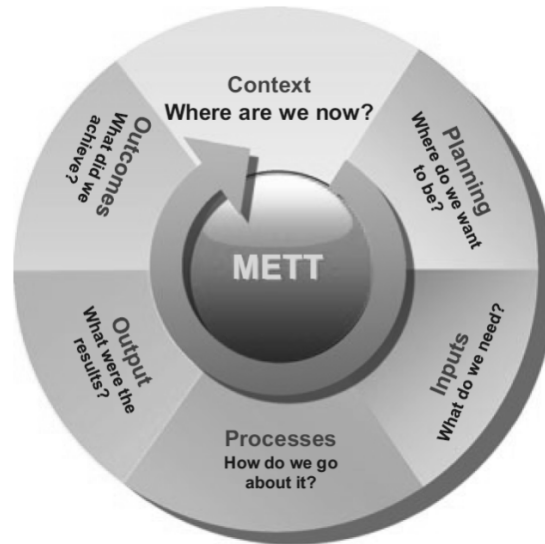 Context
Where are we now?
Planning
Where do we want
to be?
Inputs
What do we need?
Processes
How do we go
about it?
Output
What were the
results?
Outcomes
What did we
achieve?
METT